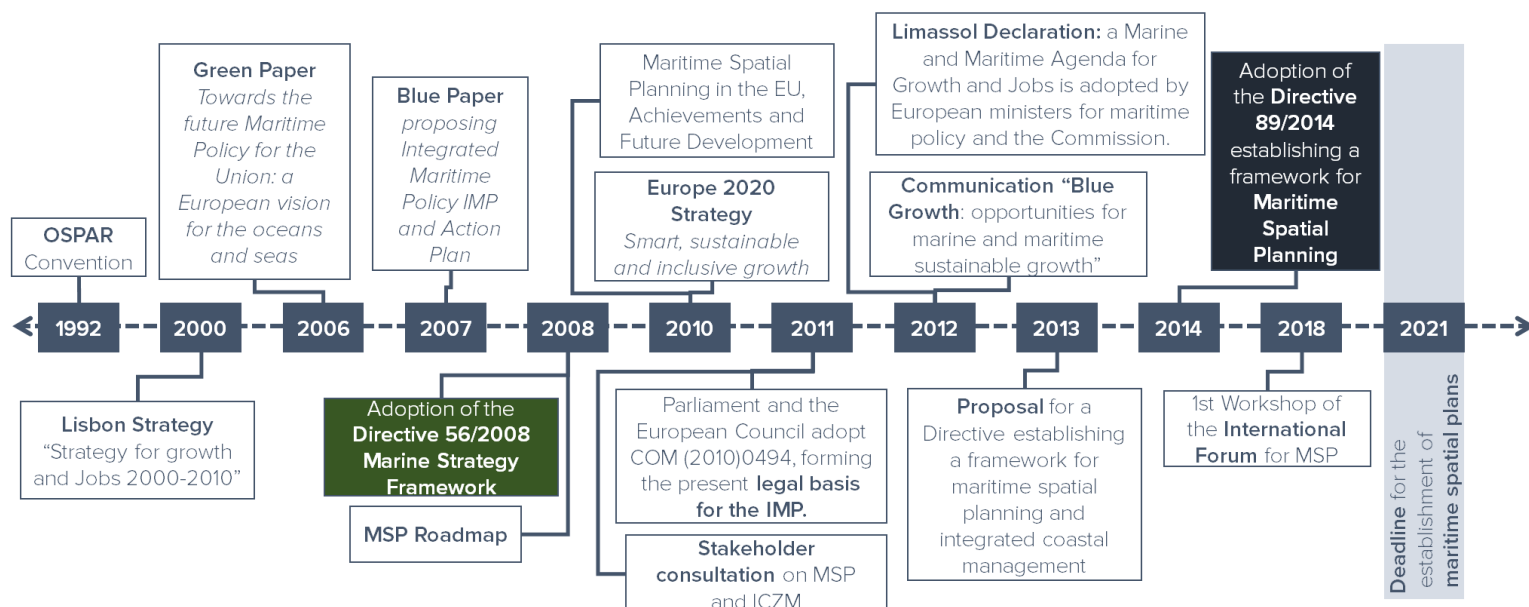 OSPAR
Convention
Green Paper
Towards the
future Maritime
Policy for the
Union: a
European vision
for the oceans
and seas
Blue Paper
proposing
Integrated
Maritime
Policy IMP
and Action
Plan
Maritime Spatial
Planning in the EU,
Achievements and
Future Development
Europe 2020
Strategy
Smart, sustainable
and inclusive growth
Limassol Declaration: a Marine
and Maritime Agenda for
Growth and Jobs is adopted by
European ministers for maritime
policy and the Commission.
Communication “Blue
Growth: opportunities for
marine and maritime
sustainable growth”
Adoption of
the Directive
89/2014
establishing a
framework for
Maritime
Spatial
Planning
1992
2000
2006
2007
2008
2010
2011
2012
2013
2014
2018
2021
Lisbon Strategy
“Strategy for growth
and Jobs 2000-2010”
Adoption of the
Directive 56/2008
Marine Strategy
Framework
MSP Roadmap
Parliament and the
European Council adopt
COM (2010)0494, forming
the present legal basis
for the IMP.
Stakeholder
consultation on MSP
and ICZM
Proposal for a
Directive establishing
a framework for
maritime spatial
planning and
integrated coastal
management
1st Workshop of
the International
Forum for MSP
Deadline for the
establishment of
maritime spatial plans